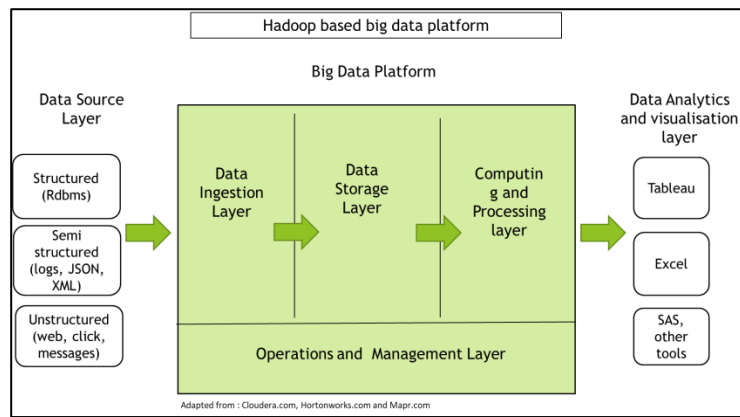 Hadoop based big data platform
Big Data Platform
Data Source
Layer
Structured
(Rdbms)
Semi
structured
(logs, JSON,
XML)
Unstructured
(web, click,
messages)
Data
Ingestion
Layer
Data
Storage
Layer
Computin
g and
Processing
layer
Operations and Management Layer
Data Analytics
and visualisation
layer
Tableau
Excel
SAS,
other
tools
Adapted from : Cloudera.com, Hortonworks.com and Mapr.com